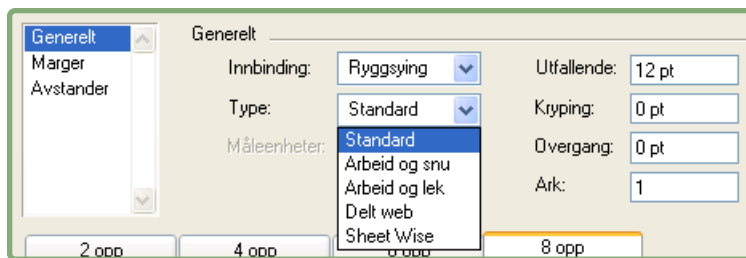 Generelt
Marger
Avstander
Generelt
Innbinding: Ryggsying Utfallende: 12 pt
Type: Standard Kryping: 0 pt
Måleenheter: Overgang: 0 pt
Ark: 1
Standard
Arbeid og snu
Arbeid og lek
Delt web
Sheet Wise
2 opp 4 opp 8 opp